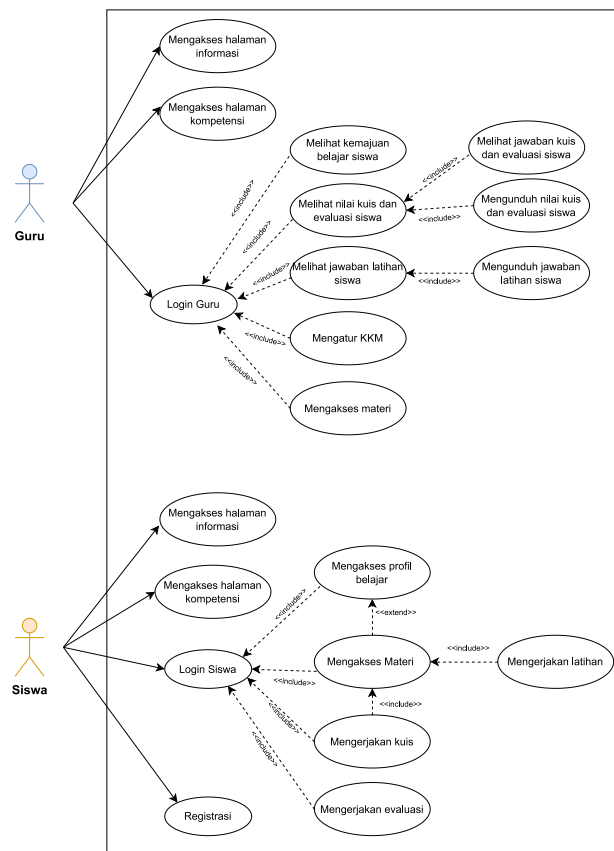 Mengakses halaman
informasi
Mengakses halaman
kompetensi
Guru
Melihat kemajuan
belajar siswa
Melihat jawaban kuis
dan evaluasi siswa
<<include>>
<<include>>
Melihat nilai kuis dan
evaluasi siswa
<<include>>
Mengunduh nilai kuis
dan evaluasi siswa
<<include>>
Melihat jawaban latihan
siswa
<<include>>
Mengunduh jawaban
latihan siswa
<<include>>
Login Guru
<<include>>
Mengatur KKM
<<include>>
Mengakses materi
Mengakses halaman
informasi
Mengakses halaman
kompetensi
Mengakses profil
belajar
<<include>>
<<extend>>
Siswa
Login Siswa
Mengakses Materi
<<include>>
Mengerjakan latihan
<<include>>
<<include>>
<<include>>
Mengerjakan kuis
<<include>>
Registrasi
Mengerjakan evaluasi